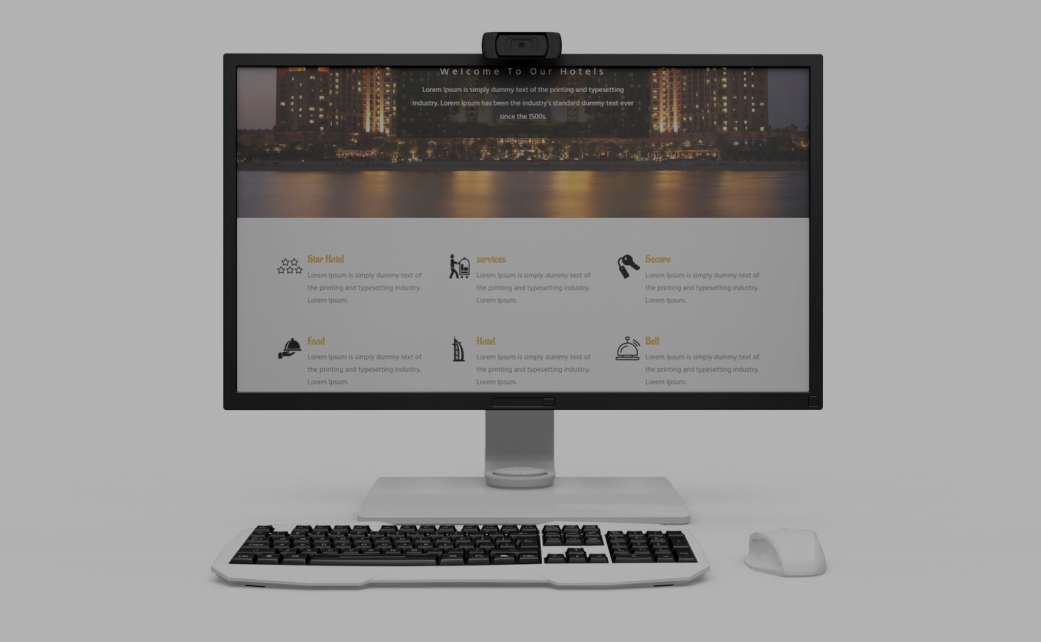 Welcome To Our Hotels
Lorem Ipsum is simply dummy text of the printing and typesetting
industry. Lorem Ipsum has been the industry's standard dummy text ever
since the 1500s.
Star Hotel
Lorem Ipsum is simply dummy text of
the printing and typesetting industry.
Lorem Ipsum.
services
Lorem Ipsum is simply dummy text of
the printing and typesetting industry.
Lorem Ipsum.
Secure
Lorem Ipsum is simply dummy text of
the printing and typesetting industry.
Lorem Ipsum.
Food
Lorem Ipsum is simply dummy text of
the printing and typesetting industry.
Lorem Ipsum.
Hotel
Lorem Ipsum is simply dummy text of
the printing and typesetting industry.
Lorem Ipsum.
Bell
Lorem Ipsum is simply dummy text of
the printing and typesetting industry.
Lorem Ipsum.